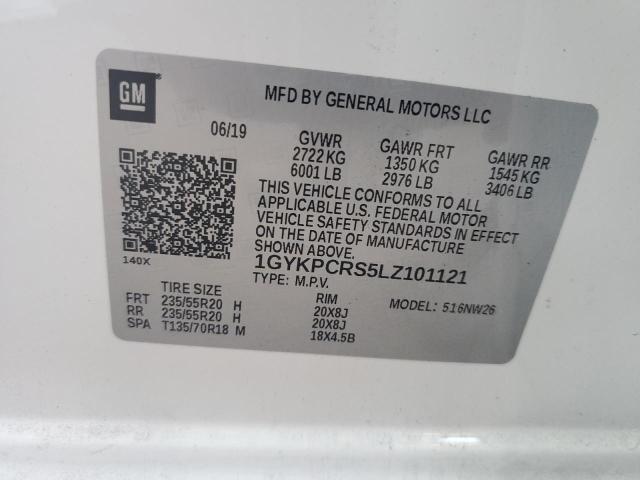 GM
MFD BY GENERAL MOTORS LLC
06/19 GVWR GAWR FRT GAWR RR
2722 KG 1350 KG 1545 KG
6001 LB 2976 LB 3406 LB
THIS VEHICLE CONFORMS TO ALL
APPLICABLE U.S. FEDERAL MOTOR
VEHICLE SAFETY STANDARDS IN EFFECT
ON THE DATE OF MANUFACTURE
140X 1GYKPCRS5LZ101121
TYPE: M.P.V. MODEL: 516NW26
TIRE SIZE RIM
FRT 235/55R20 H 20X8J
RR 235/55R20 H 20X8J
SPA T135/70R18 M 18X4.5B